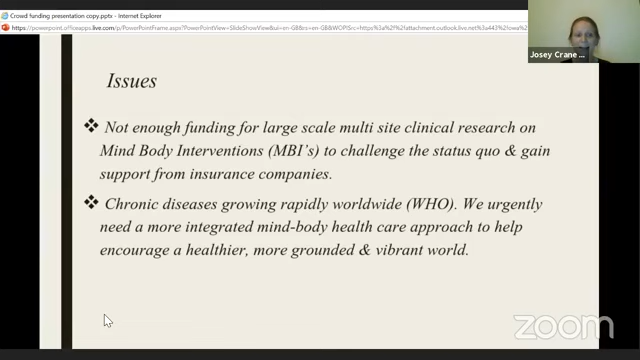 Crowd funding presentation copy.pptx - Internet Explorer
Josey Crane ...
Issues
❖ Not enough funding for large scale multi site clinical research on
Mind Body Interventions (MBI's) to challenge the status quo & gain
support from insurance companies.
❖ Chronic diseases growing rapidly worldwide (WHO). We urgently
need a more integrated mind-body health care approach to help
encourage a healthier, more grounded & vibrant world.
zoom